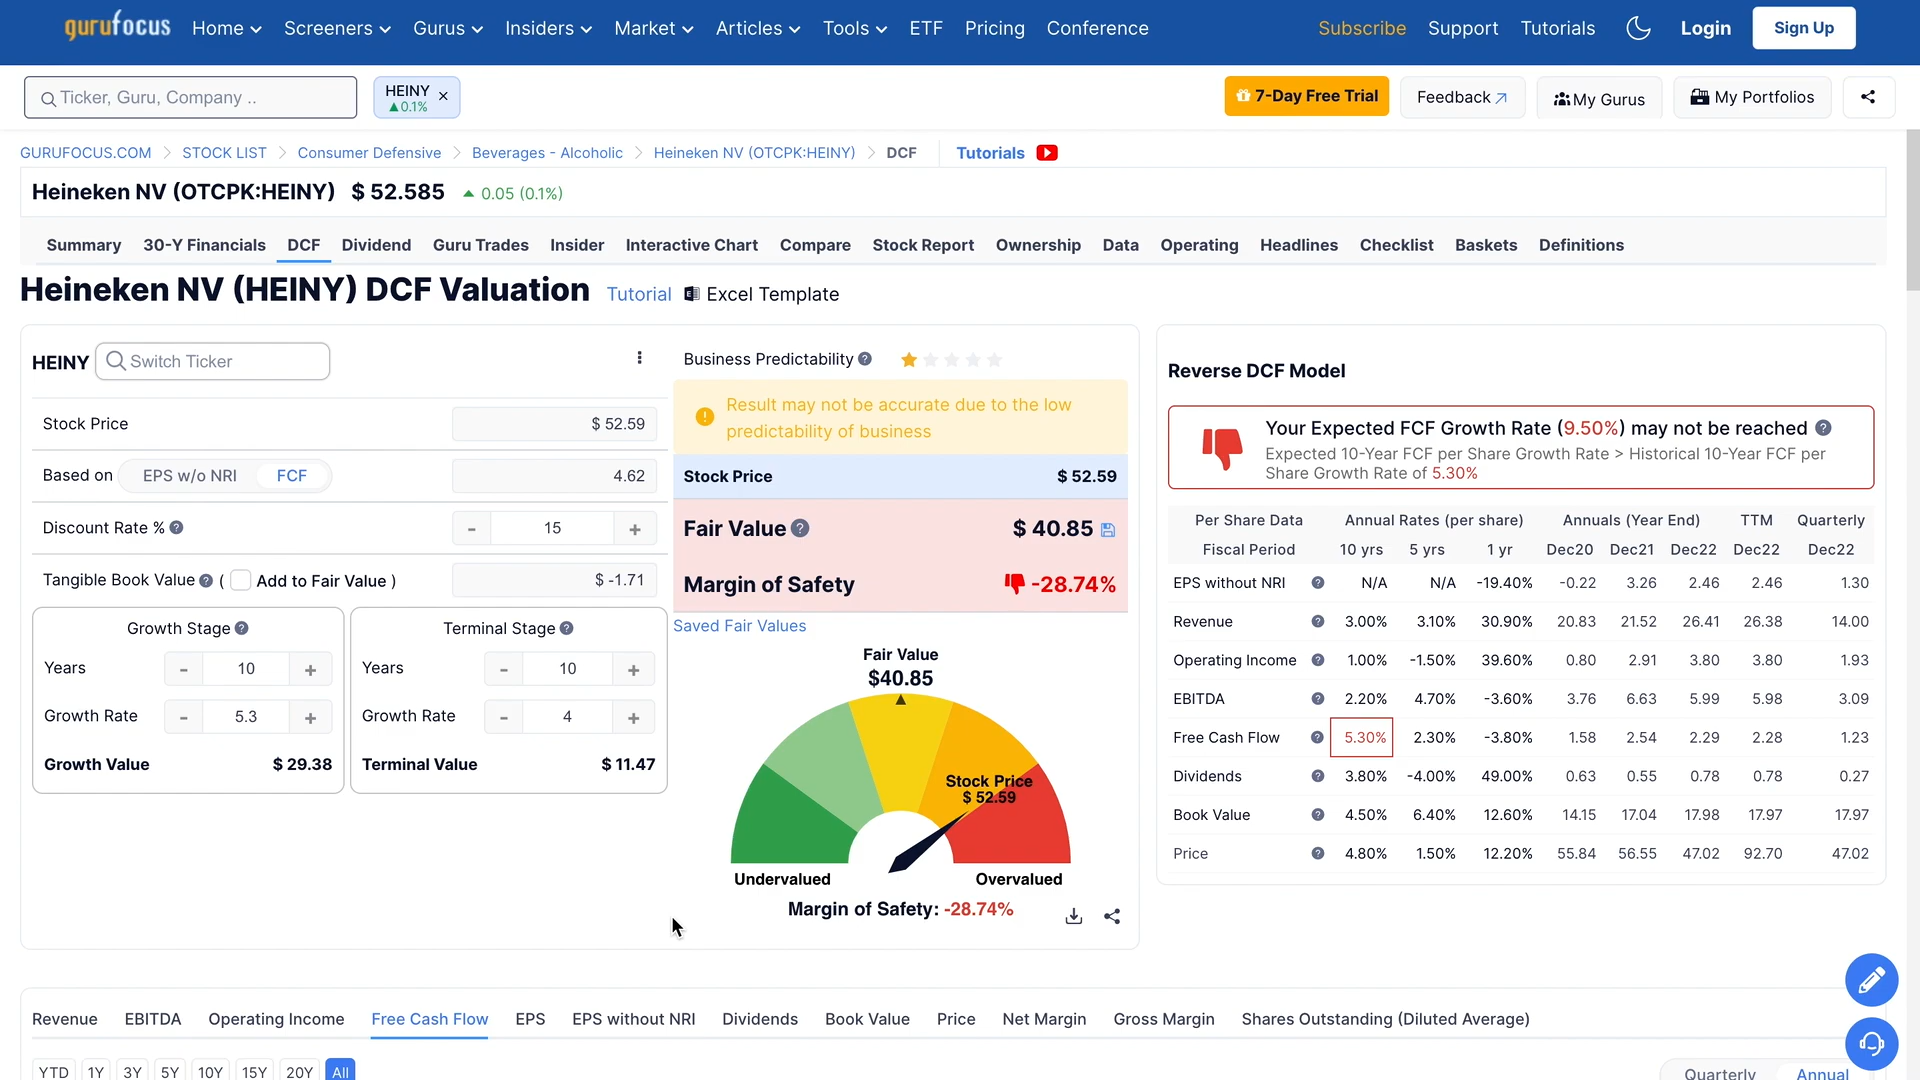 gurufocus Home Screeners Gurus Insiders Market Articles Tools ETF Pricing Conference Subscribe Support Tutorials Login Sign Up
Ticker, Guru, Company .. HEINY × ▲0.1% 7-Day Free Trial Feedback My Gurus My Portfolios
GURUFOCUS.COM > STOCK LIST > Consumer Defensive > Beverages - Alcoholic > Heineken NV (OTCPK:HEINY) > DCF Tutorials
Heineken NV (OTCPK:HEINY) $ 52.585 ▲ 0.05 (0.1%)
Summary 30-Y Financials DCF Dividend Guru Trades Insider Interactive Chart Compare Stock Report Ownership Data Operating Headlines Checklist Baskets Definitions
Heineken NV (HEINY) DCF Valuation Tutorial Excel Template
HEINY Switch Ticker
Stock Price $ 52.59
Based on EPS w/o NRI FCF 4.62
Discount Rate % - 15 +
Tangible Book Value ( Add to Fair Value ) $ -1.71
Growth Stage
Years - 10 +
Growth Rate - 5.3 +
Growth Value $ 29.38
Terminal Stage
Years - 10 +
Growth Rate - 4 +
Terminal Value $ 11.47
Business Predictability
Result may not be accurate due to the low
predictability of business
Stock Price $ 52.59
Fair Value $ 40.85
Margin of Safety -28.74%
Saved Fair Values
Fair Value
$40.85
Stock Price
$ 52.59
Undervalued Overvalued
Margin of Safety: -28.74%
Reverse DCF Model
Your Expected FCF Growth Rate (9.50%) may not be reached
Expected 10-Year FCF per Share Growth Rate > Historical 10-Year FCF per
Share Growth Rate of 5.30%
Per Share Data Annual Rates (per share) Annuals (Year End) TTM Quarterly
Fiscal Period 10 yrs 5 yrs 1 yr Dec20 Dec21 Dec22 Dec22 Dec22
EPS without NRI N/A N/A -19.40% -0.22 3.26 2.46 2.46 1.30
Revenue 3.00% 3.10% 30.90% 20.83 21.52 26.41 26.38 14.00
Operating Income 1.00% -1.50% 39.60% 0.80 2.91 3.80 3.80 1.93
EBITDA 2.20% 4.70% -3.60% 3.76 6.63 5.99 5.98 3.09
Free Cash Flow 5.30% 2.30% -3.80% 1.58 2.54 2.29 2.28 1.23
Dividends 3.80% -4.00% 49.00% 0.63 0.55 0.78 0.78 0.27
Book Value 4.50% 6.40% 12.60% 14.15 17.04 17.98 17.97 17.97
Price 4.80% 1.50% 12.20% 55.84 56.55 47.02 92.70 47.02
Revenue EBITDA Operating Income Free Cash Flow EPS EPS without NRI Dividends Book Value Price Net Margin Gross Margin Shares Outstanding (Diluted Average)
YTD 1Y 3Y 5Y 10Y 15Y 20Y All Quarterly Annual